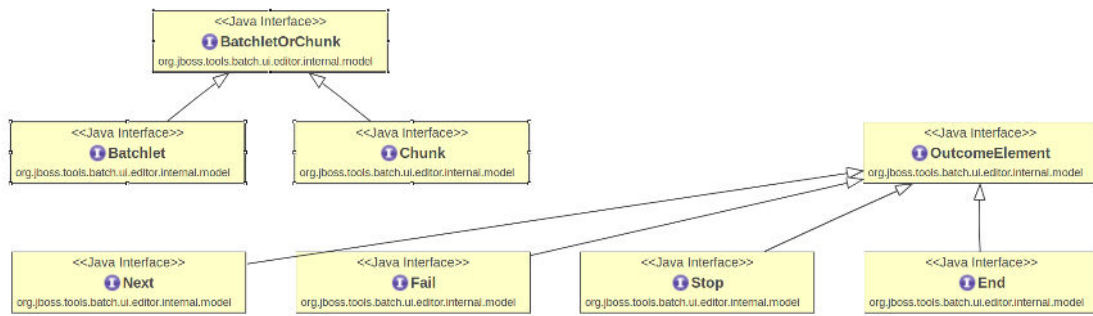 <<Java Interface>>
BatchletOrChunk
org.jboss.tools.batch.ui.editor.internal.model
<<Java Interface>>
Batchlet
org.jboss.tools.batch.ui.editor.internal.model
<<Java Interface>>
Chunk
org.jboss.tools.batch.ui.editor.internal.model
<<Java Interface>>
OutcomeElement
org.jboss.tools.batch.ui.editor.internal.model
<<Java Interface>>
Next
org.jboss.tools.batch.ui.editor.internal.model
<<Java Interface>>
Fail
org.jboss.tools.batch.ui.editor.internal.model
<<Java Interface>>
Stop
org.jboss.tools.batch.ui.editor.internal.model
<<Java Interface>>
End
org.jboss.tools.batch.ui.editor.internal.model